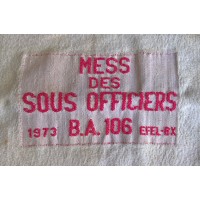 MESS
DES
SOUS OFFICIERS
1973 B.A. 106 EFEL-BX